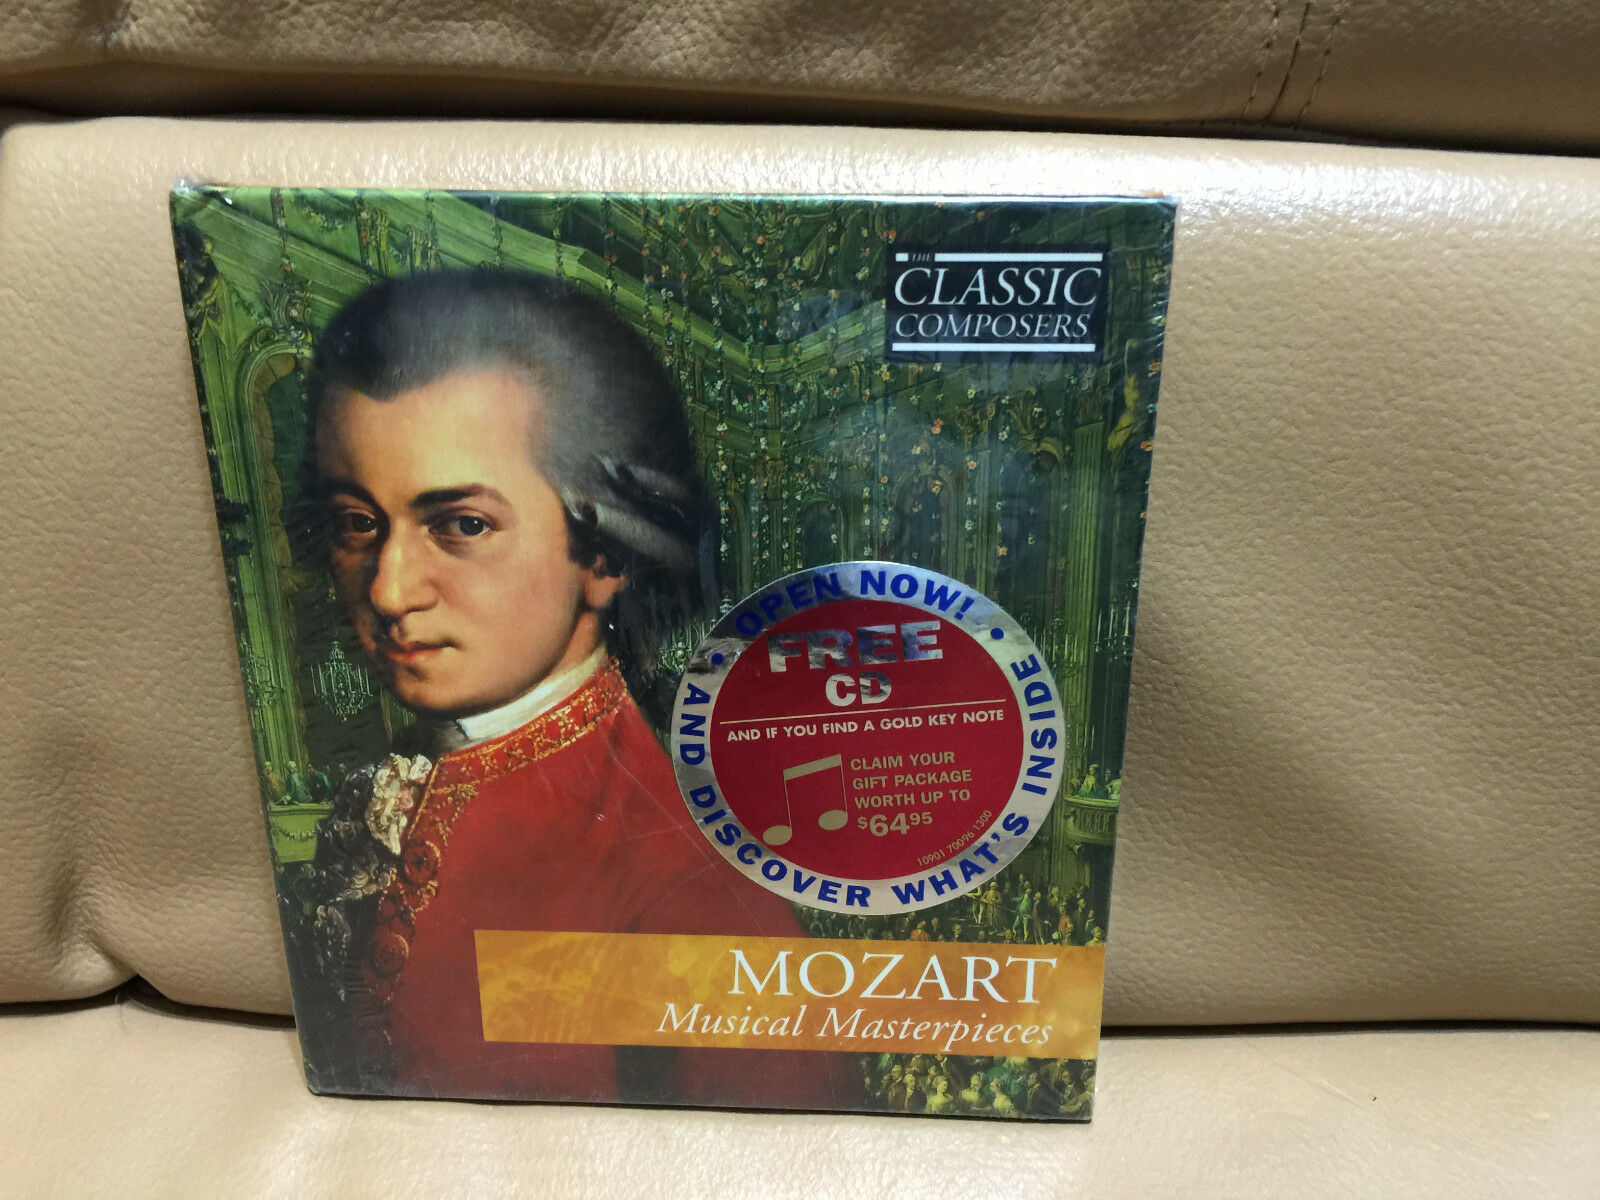 THE
CLASSIC
COMPOSERS
OPEN NOW!
AND DISCOVER WHAT'S INSIDE
FREE
CD
AND IF YOU FIND A GOLD KEY NOTE
CLAIM YOUR
GIFT PACKAGE
WORTH UP TO
$64.95
10901 70096 1300
MOZART
Musical Masterpieces